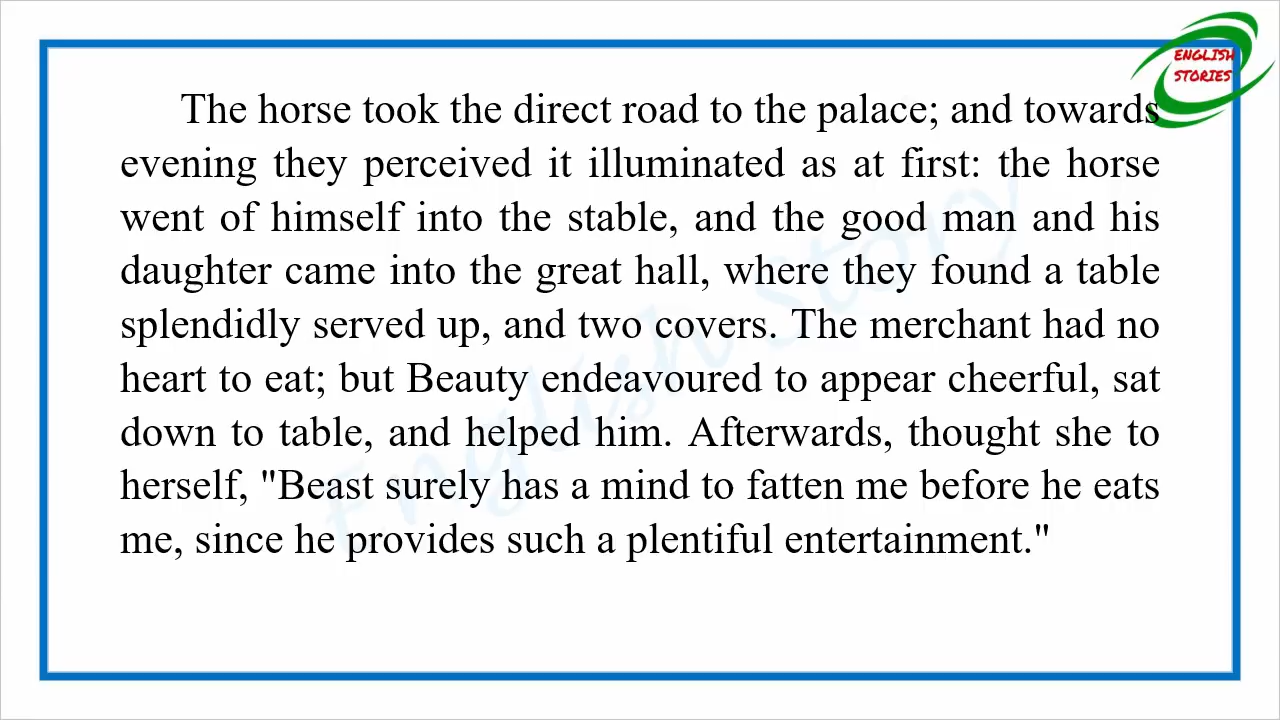 ENGLISH
STORIES
The horse took the direct road to the palace; and towards
evening they perceived it illuminated as at first: the horse
went of himself into the stable, and the good man and his
daughter came into the great hall, where they found a table
splendidly served up, and two covers. The merchant had no
heart to eat; but Beauty endeavoured to appear cheerful, sat
down to table, and helped him. Afterwards, thought she to
herself, "Beast surely has a mind to fatten me before he eats
me, since he provides such a plentiful entertainment."
English Story